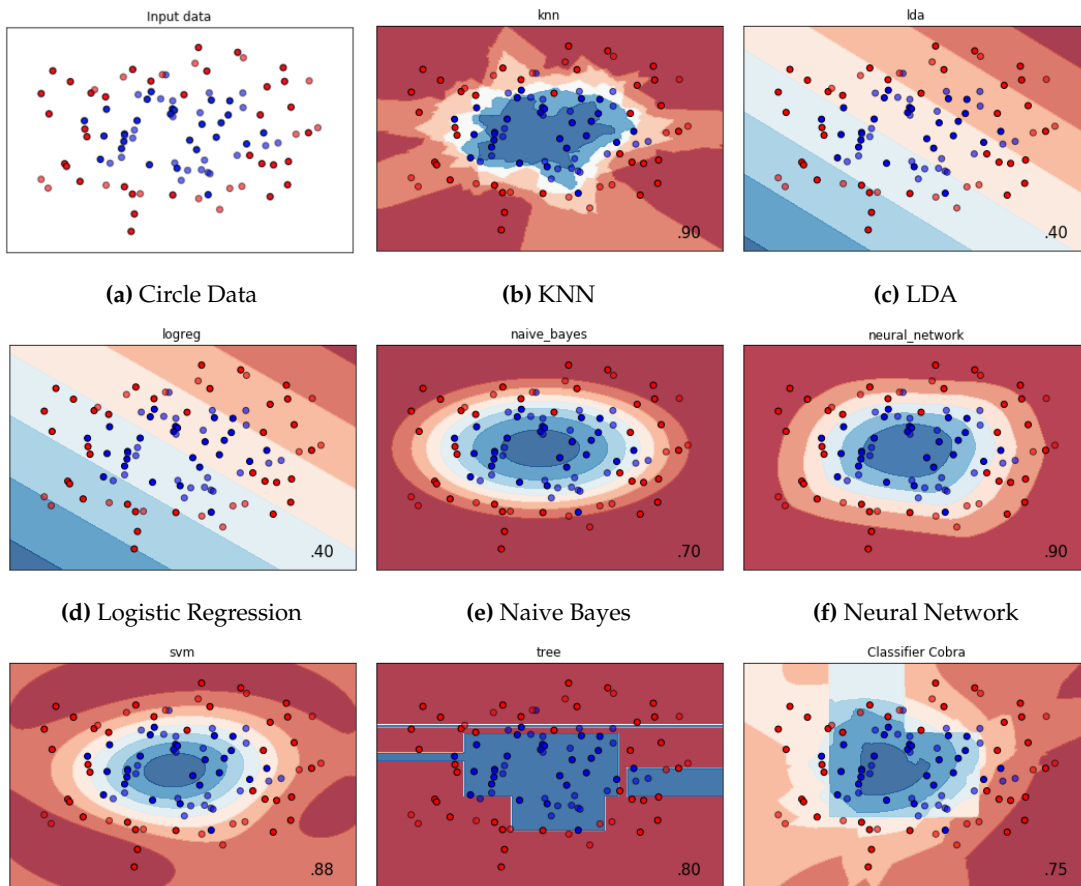 Input data
knn
lda
.90
.40
(a) Circle Data
(b) KNN
(c) LDA
logreg
naive_bayes
neural_network
.40
.70
.90
(d) Logistic Regression
(e) Naive Bayes
(f) Neural Network
svm
tree
Classifier Cobra
.88
.80
.75